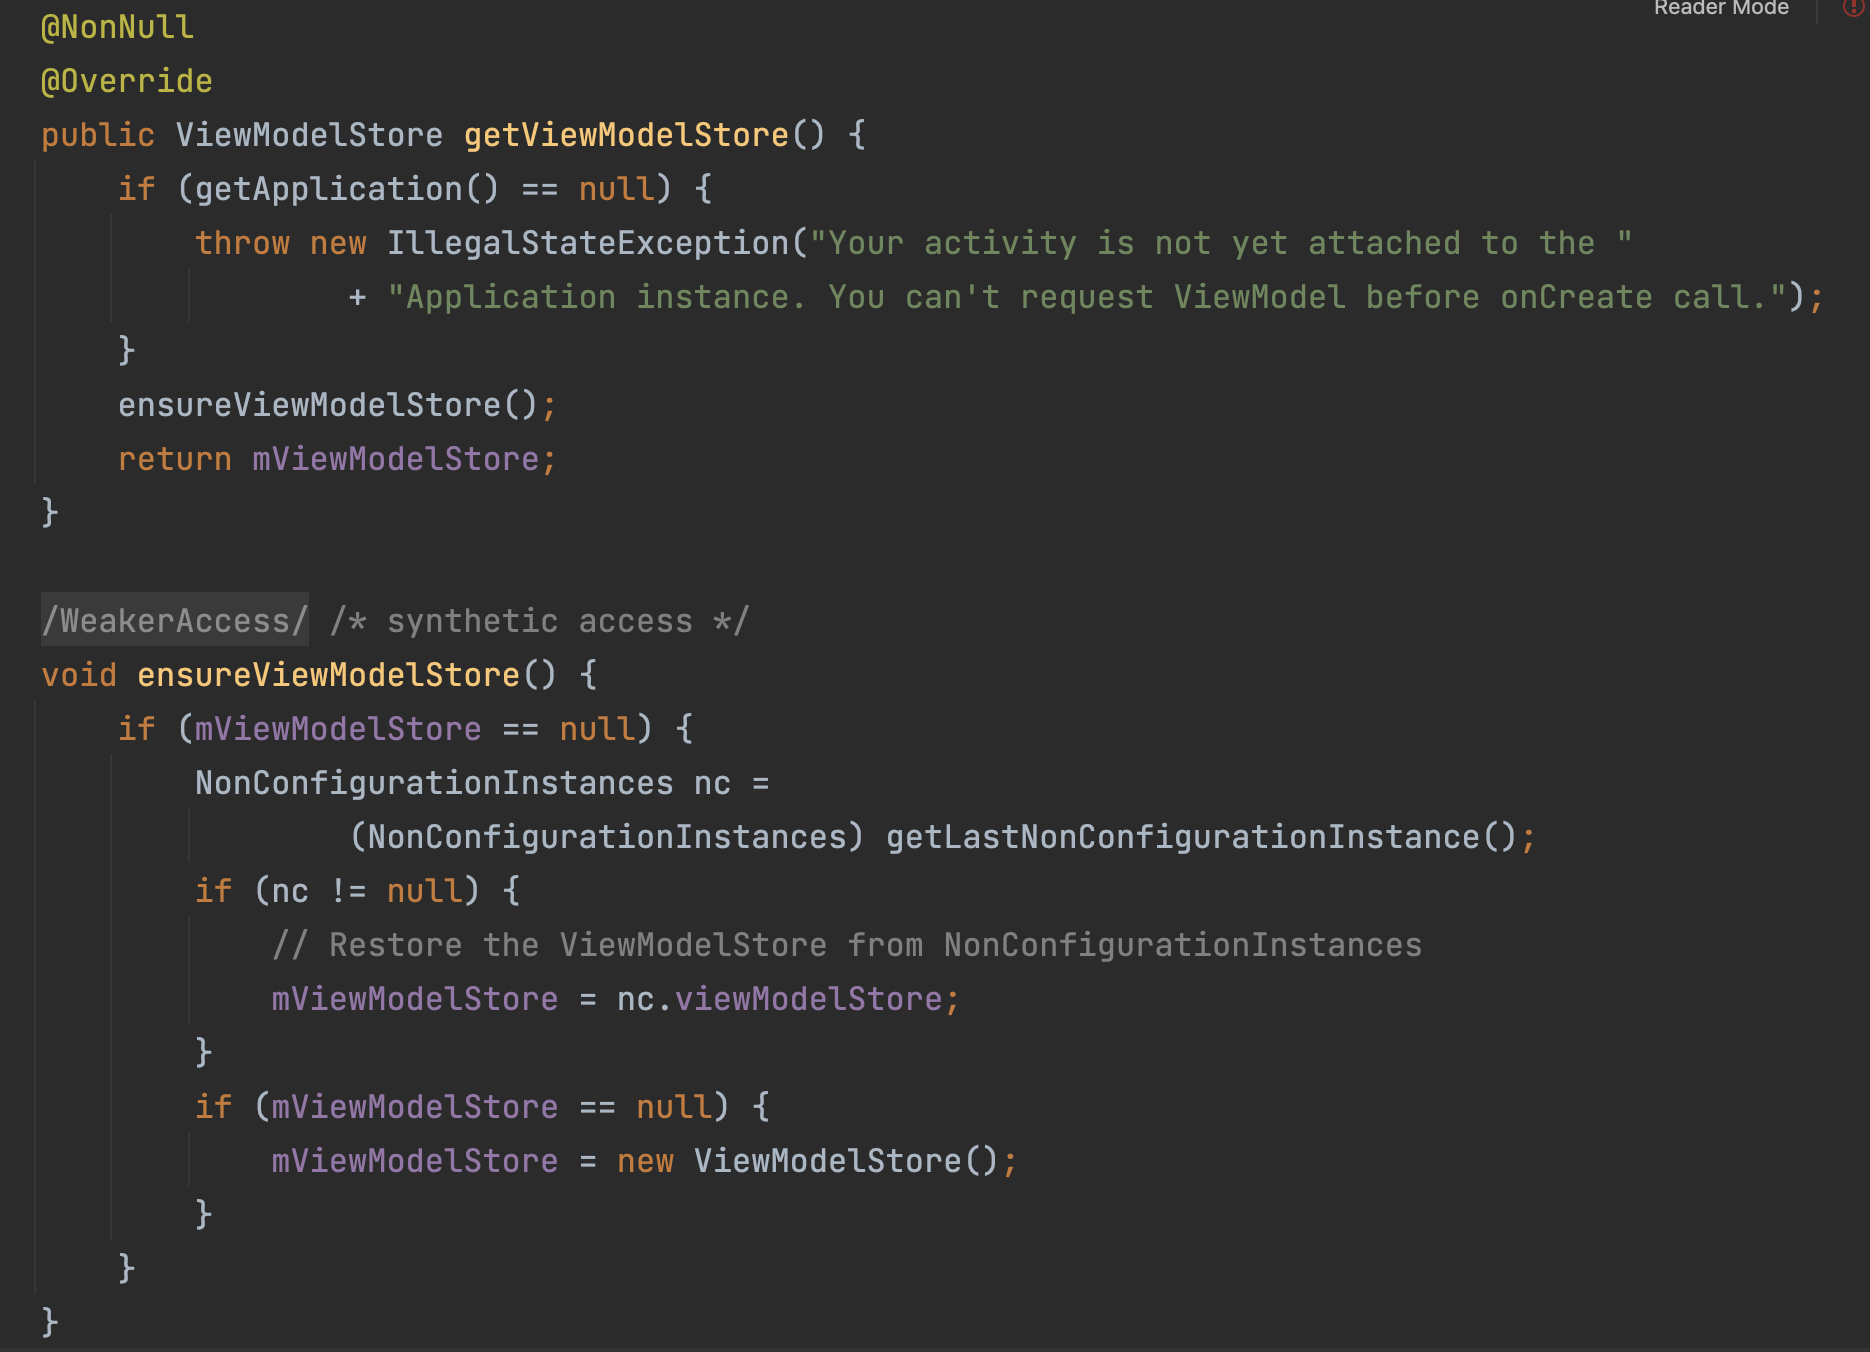 Reader Mode
@NonNull
@Override
public ViewModelStore getViewModelStore() {
    if (getApplication() == null) {
        throw new IllegalStateException("Your activity is not yet attached to the "
                + "Application instance. You can't request ViewModel before onCreate call.");
    }
    ensureViewModelStore();
    return mViewModelStore;
}

/WeakerAccess/ /* synthetic access */
void ensureViewModelStore() {
    if (mViewModelStore == null) {
        NonConfigurationInstances nc =
                (NonConfigurationInstances) getLastNonConfigurationInstance();
        if (nc != null) {
            // Restore the ViewModelStore from NonConfigurationInstances
            mViewModelStore = nc.viewModelStore;
        }
        if (mViewModelStore == null) {
            mViewModelStore = new ViewModelStore();
        }
    }
}